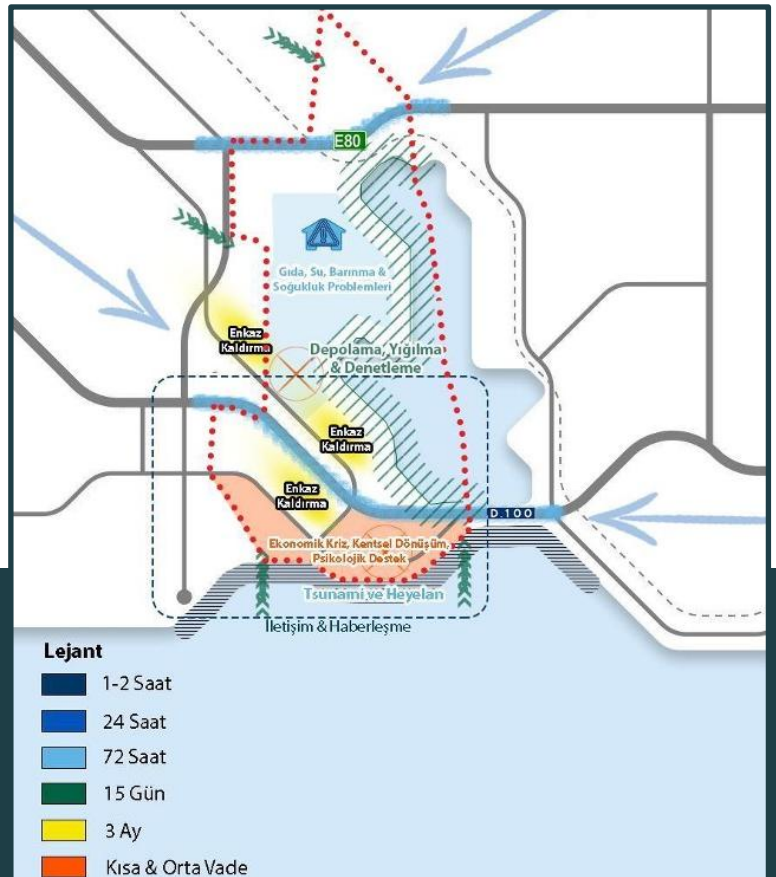 E80
Gıda, Su, Barınma &
Soğukluk Problemleri
Enkaz
Kaldırma
Depolama, Yığılma
& Denetleme
Enkaz
Kaldırma
Enkaz
Kaldırma
D.100
Ekonomik Kriz, Kentsel Dönüşüm,
Psikolojik Destek
Tsunami ve Heyelan
İletişim & Haberleşme
Lejant
1-2 Saat
24 Saat
72 Saat
15 Gün
3 Ay
Kısa & Orta Vade